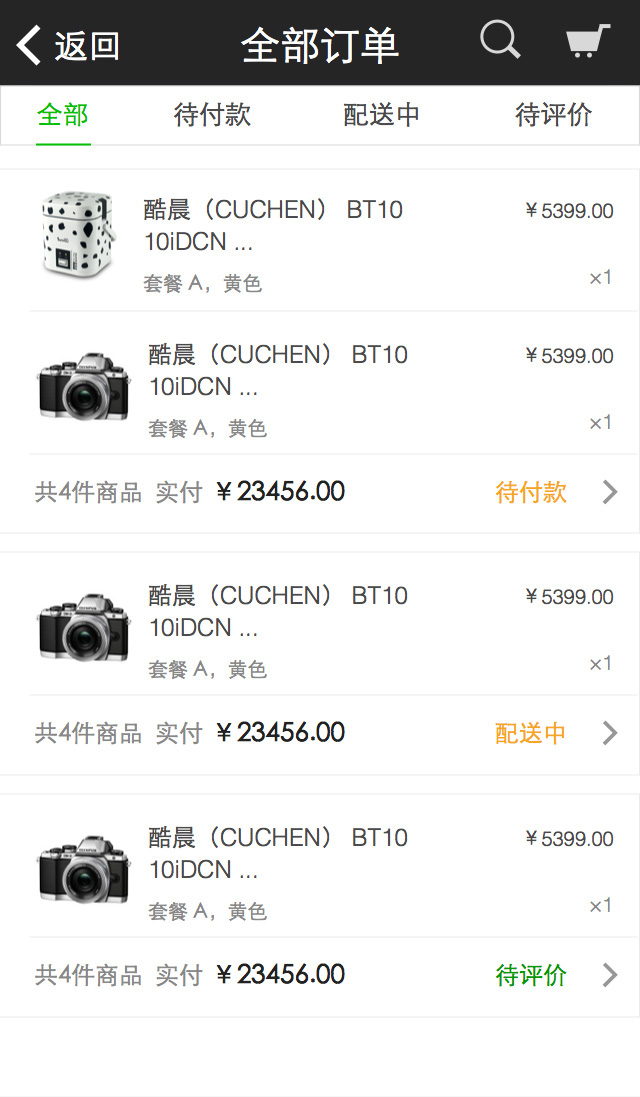 返回 全部订单
全部 待付款 配送中 待评价
酷晨（CUCHEN） BT10 ￥5399.00
10iDCN ...
套餐 A，黄色 ×1
酷晨（CUCHEN） BT10 ￥5399.00
10iDCN ...
套餐 A，黄色 ×1
共4件商品 实付 ￥23456.00 待付款
酷晨（CUCHEN） BT10 ￥5399.00
10iDCN ...
套餐 A，黄色 ×1
共4件商品 实付 ￥23456.00 配送中
酷晨（CUCHEN） BT10 ￥5399.00
10iDCN ...
套餐 A，黄色 ×1
共4件商品 实付 ￥23456.00 待评价